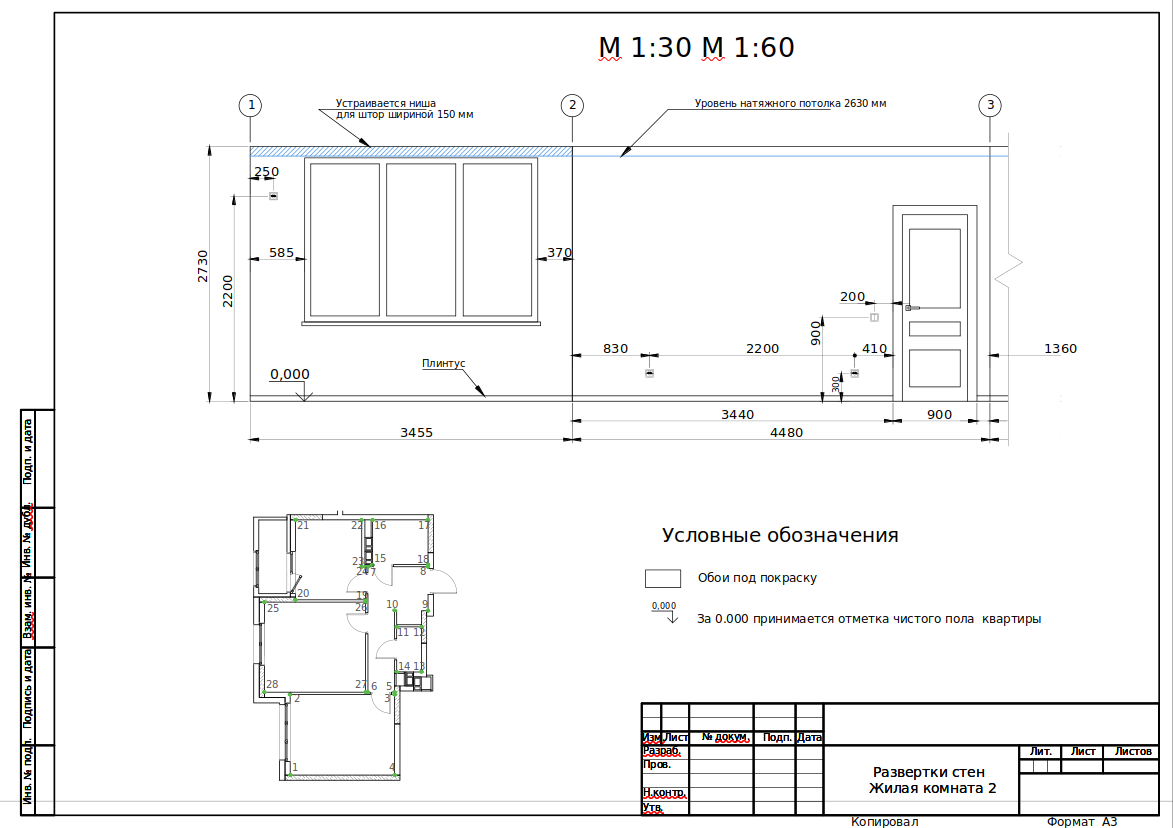 М 1:30 М 1:60
1
2
3
Устраивается ниша
для штор шириной 150 мм
Уровень натяжного потолка 2630 мм
250
585
370
2730
2200
200
900
830
2200
410
1360
300
Плинтус
0,000
3440
900
3455
4480
Подп. и дата
Инв. № дубл.
Взам. инв. №
Подпись и дата
Инв. № подл.
21
22
16
17
23
15
18
24
7
8
20
19
25
26
10
9
11
12
14
13
28
27
6
5
2
3
1
4
Условные обозначения
Обои под покраску
0,000
За 0.000 принимается отметка чистого пола квартиры
Изм.
Лист
№ докум.
Подп.
Дата
Разраб.
Пров.
Н.контр.
Утв.
Развертки стен
Жилая комната 2
Лит.
Лист
Листов
Копировал
Формат А3